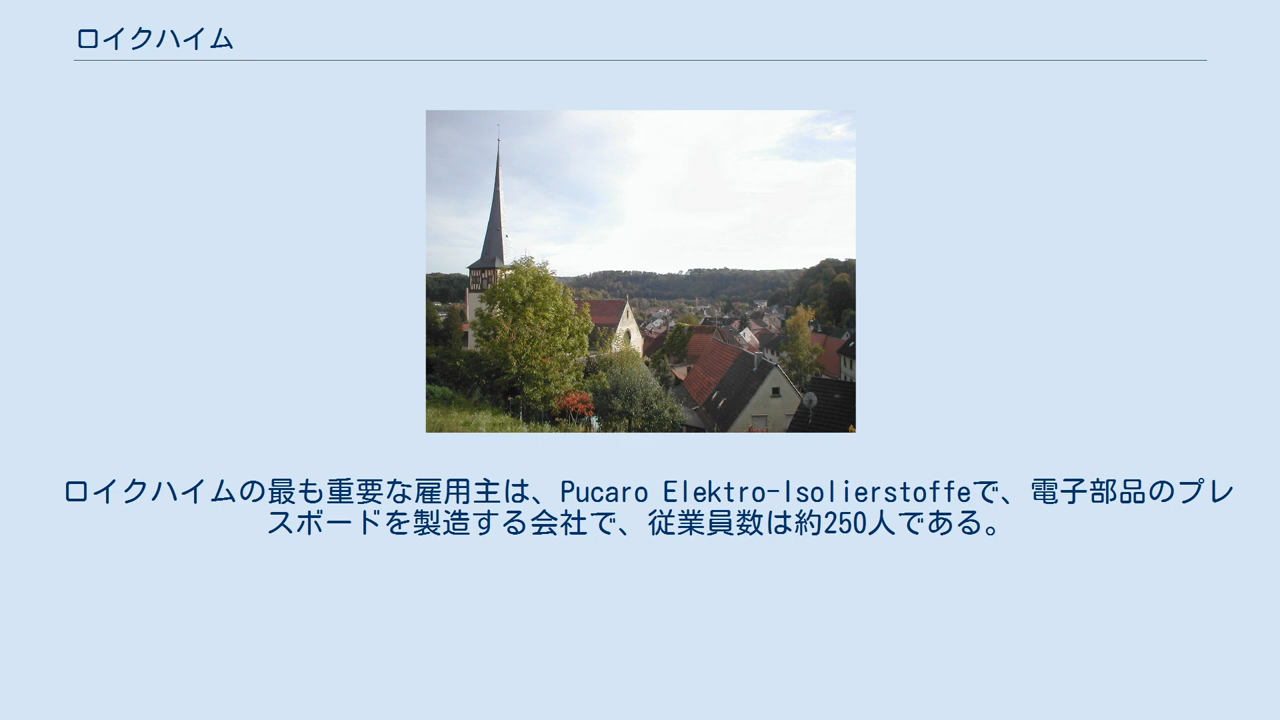 ロイクハイム
ロイクハイムの最も重要な雇用主は、Pucaro Elektro-Isolierstoffeで、電子部品のプレ
スボードを製造する会社で、従業員数は約250人である。